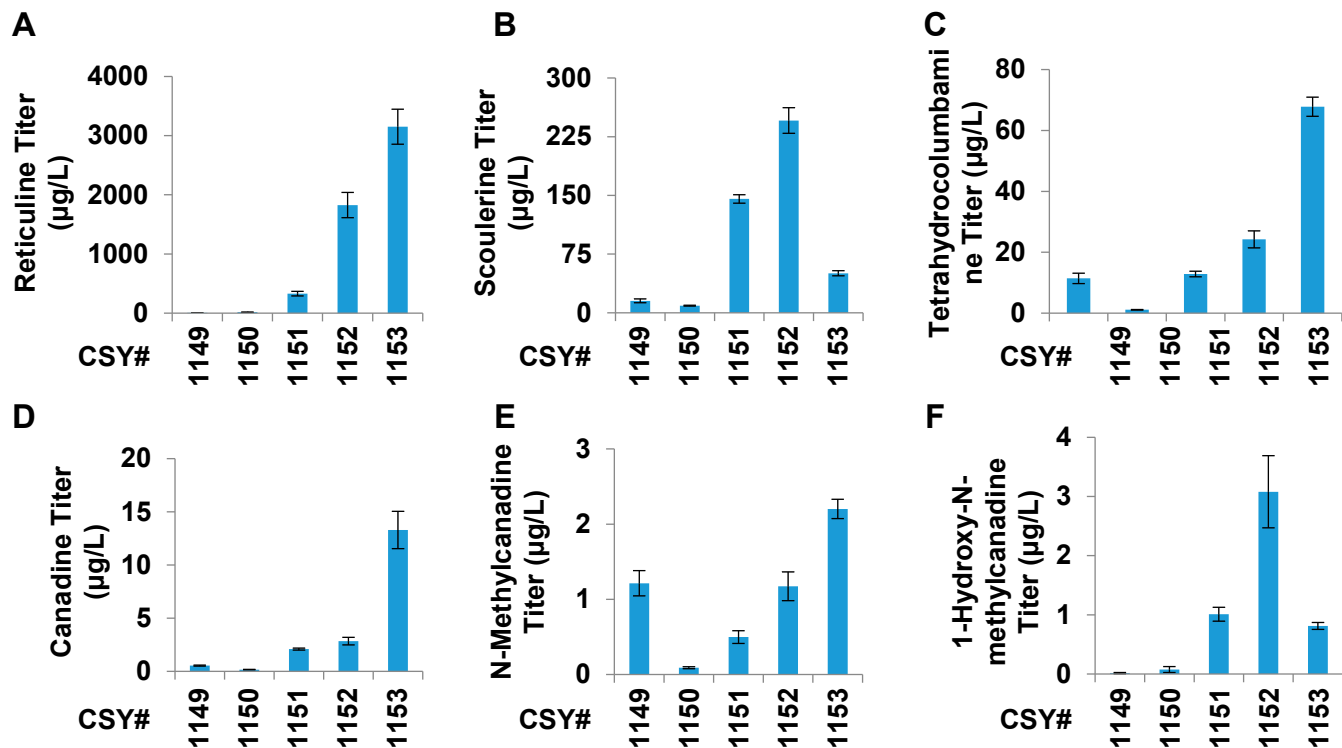 A
Reticuline Titer
(µg/L)
4000
3000
2000
1000
0
CSY#
1149
1150
1151
1152
1153
B
Scoulerine Titer
(µg/L)
300
225
150
75
0
CSY#
1149
1150
1151
1152
1153
C
Tetrahydrocolumbami
ne Titer (µg/L)
80
60
40
20
0
CSY#
1149
1150
1151
1152
1153
D
Canadine Titer
(µg/L)
20
15
10
5
0
CSY#
1149
1150
1151
1152
1153
E
N-Methylcanadine
Titer (µg/L)
3
2
1
0
CSY#
1149
1150
1151
1152
1153
F
1-Hydroxy-N-
methylcanadine
Titer (µg/L)
4
3
2
1
0
CSY#
1149
1150
1151
1152
1153